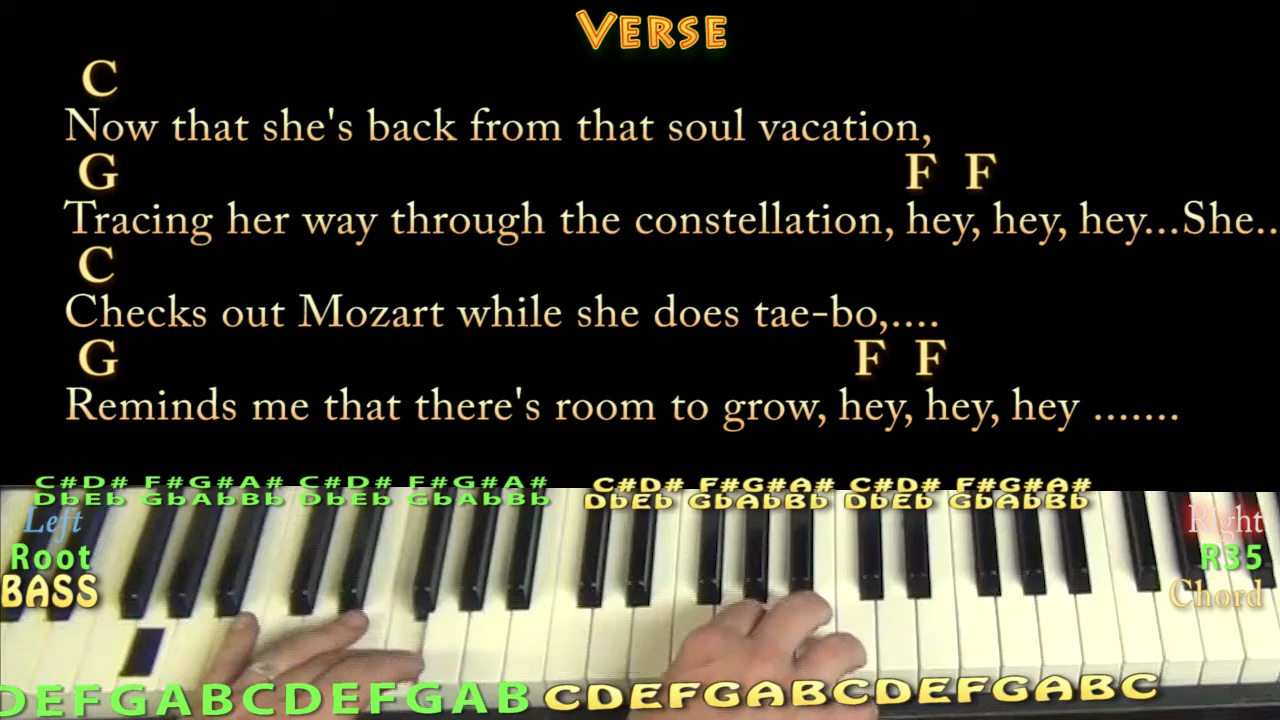 VERSE
C
Now that she's back from that soul vacation,
G F F
Tracing her way through the constellation, hey, hey, hey...She..
C
Checks out Mozart while she does tae-bo,....
G F F
Reminds me that there's room to grow, hey, hey, hey .......
C#D# F#G#A# C#D# F#G#A# C#D# F#G#A# C#D# F#G#A#
DbEb GbAbBb DbEb GbAbBb DbEb GbAbBb DbEb GbAbBb
Left Right
Root R35
BASS Chord
DEFGABCDEFGAB CDEFGABCDEFGABC